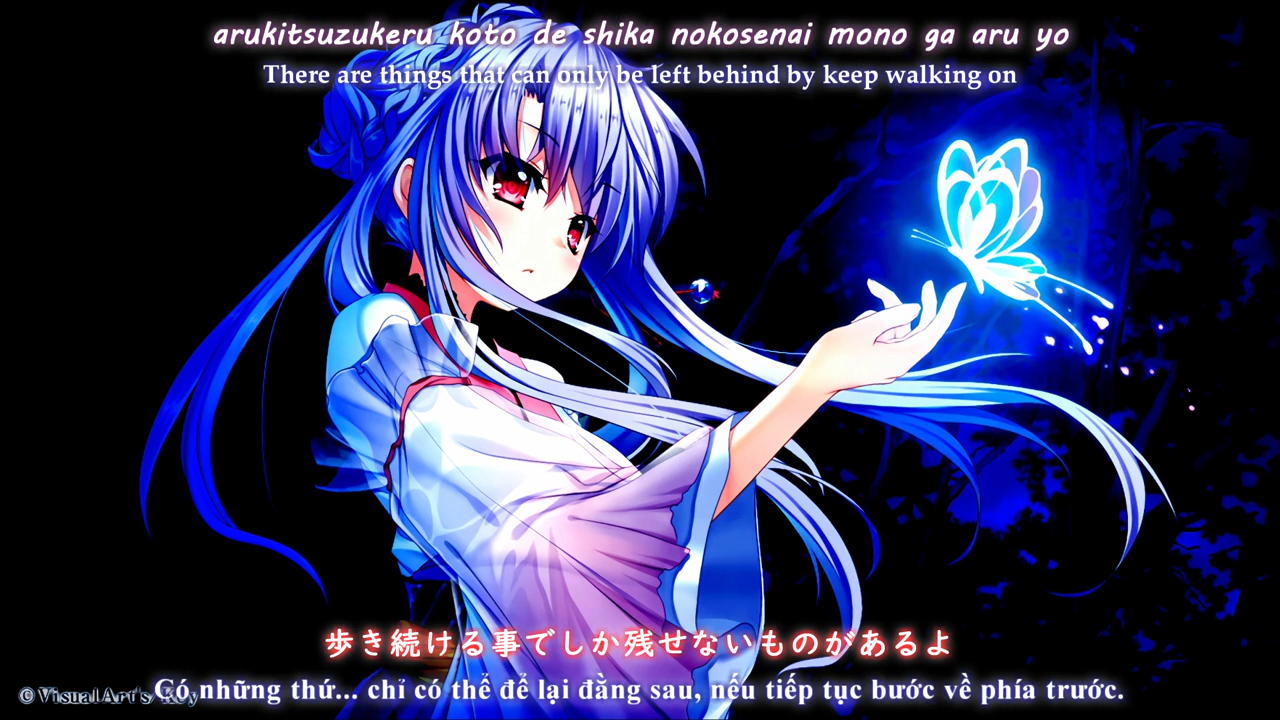 arukitsuzukeru koto de shika nokosenai mono ga aru yo
There are things that can only be left behind by keep walking on
歩き続ける事でしか残せないものがあるよ
Có những thứ... chỉ có thể để lại đằng sau, nếu tiếp tục bước về phía trước.
©VisualArt's/Key